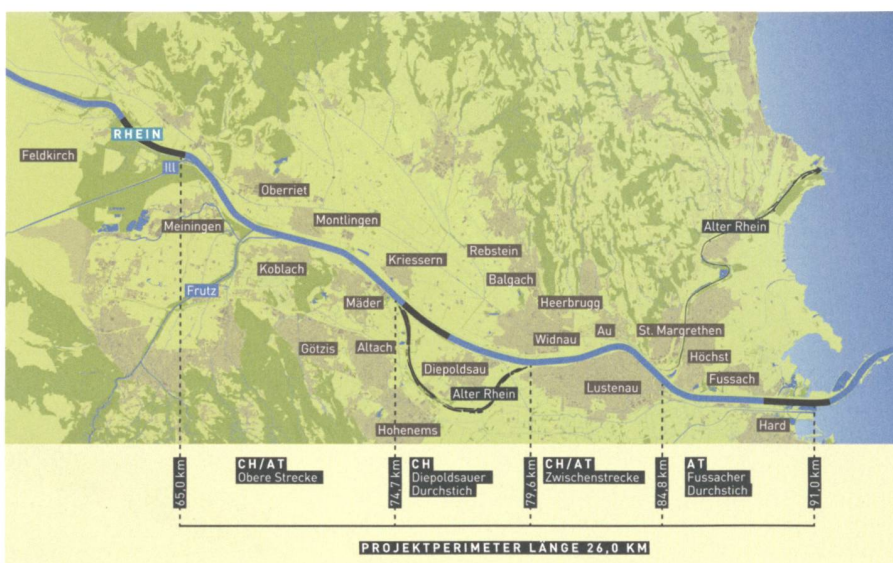 RHEIN
Feldkirch
Ill
Oberriet
Meiningen
Montlingen
Alter Rhein
Rebstein
Kriessern
Koblach
Balgach
Frutz
Mäder
Heerbrugg
Au
St. Margrethen
Widnau
Götzis
Altach
Höchst
Diepoldsau
Fussach
Alter Rhein
Lustenau
Hohenems
Hard
65,0 km
CH/AT
Obere Strecke
74,7 km
CH
Diepoldsauer
Durchstich
79,6 km
CH/AT
Zwischenstrecke
84,8 km
AT
Fussacher
Durchstich
91,0 km
PROJEKTPERIMETER LÄNGE 26,0 KM